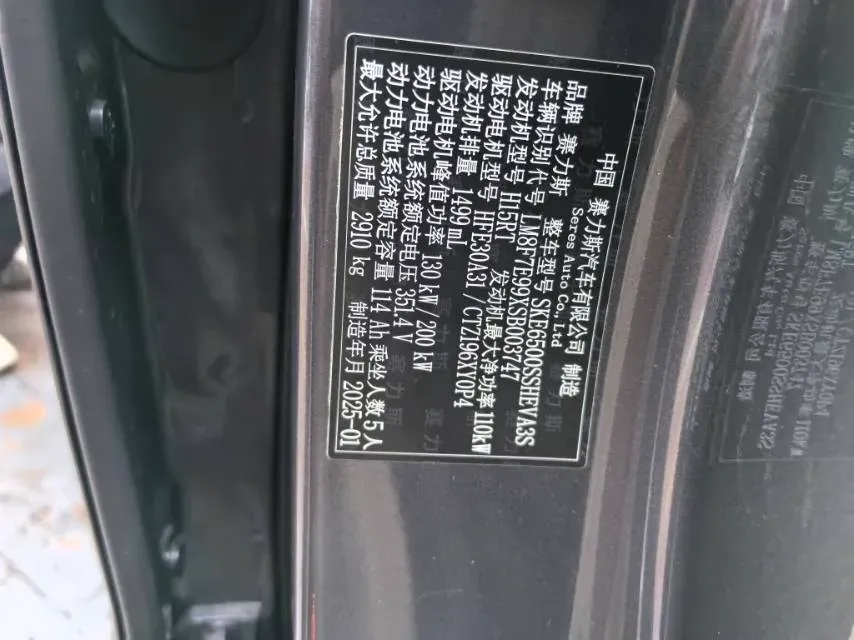 中国 赛力斯汽车有限公司 制造
Seres Auto Co., Ltd
品牌 赛力斯 整车型号 SKE6500SSHEVA3S
车辆识别代号 LM8F7E99XSB003747
发动机型号 H15RT 发动机最大净功率 110kW
驱动电机型号 HFE30A31 / CTZ196XY0P4
发动机排量 1499 mL
驱动电机峰值功率 130 kW / 200 kW
动力电池系统额定电压 351.4 V
动力电池系统额定容量 114 Ah 乘坐人数 5 人
最大允许总质量 2910 kg 制造年月 2025-01